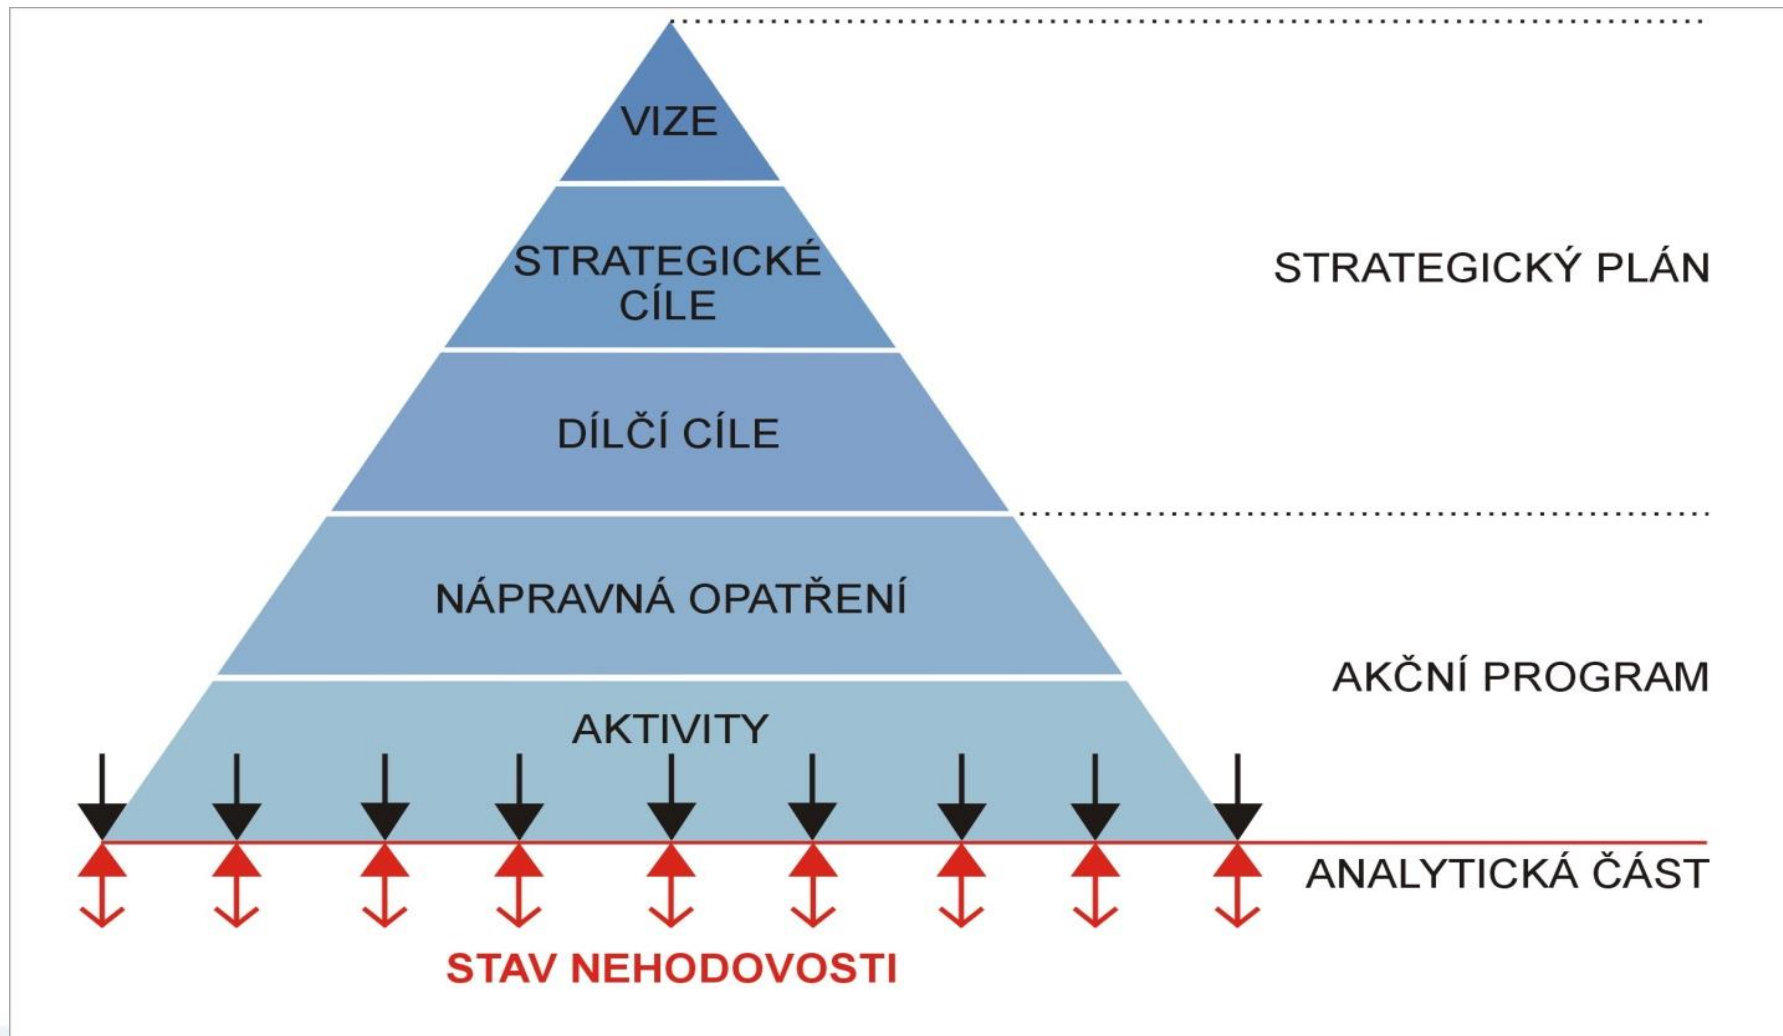 VIZE
STRATEGICKÉ
CÍLE
STRATEGICKÝ PLÁN
DÍLČÍ CÍLE
NÁPRAVNÁ OPATŘENÍ
AKČNÍ PROGRAM
AKTIVITY
ANALYTICKÁ ČÁST
STAV NEHODOVOSTI